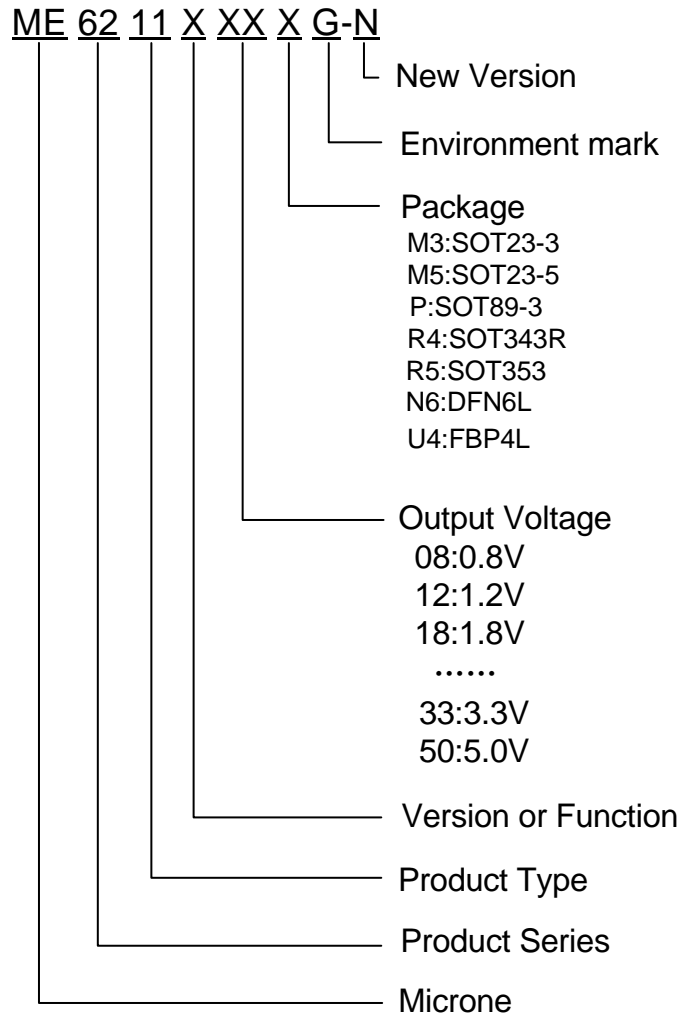 ME 62 11 X XX X G-N
New Version
Environment mark
Package
M3:SOT23-3
M5:SOT23-5
P:SOT89-3
R4:SOT343R
R5:SOT353
N6:DFN6L
U4:FBP4L
Output Voltage
08:0.8V
12:1.2V
18:1.8V
......
33:3.3V
50:5.0V
Version or Function
Product Type
Product Series
Microne